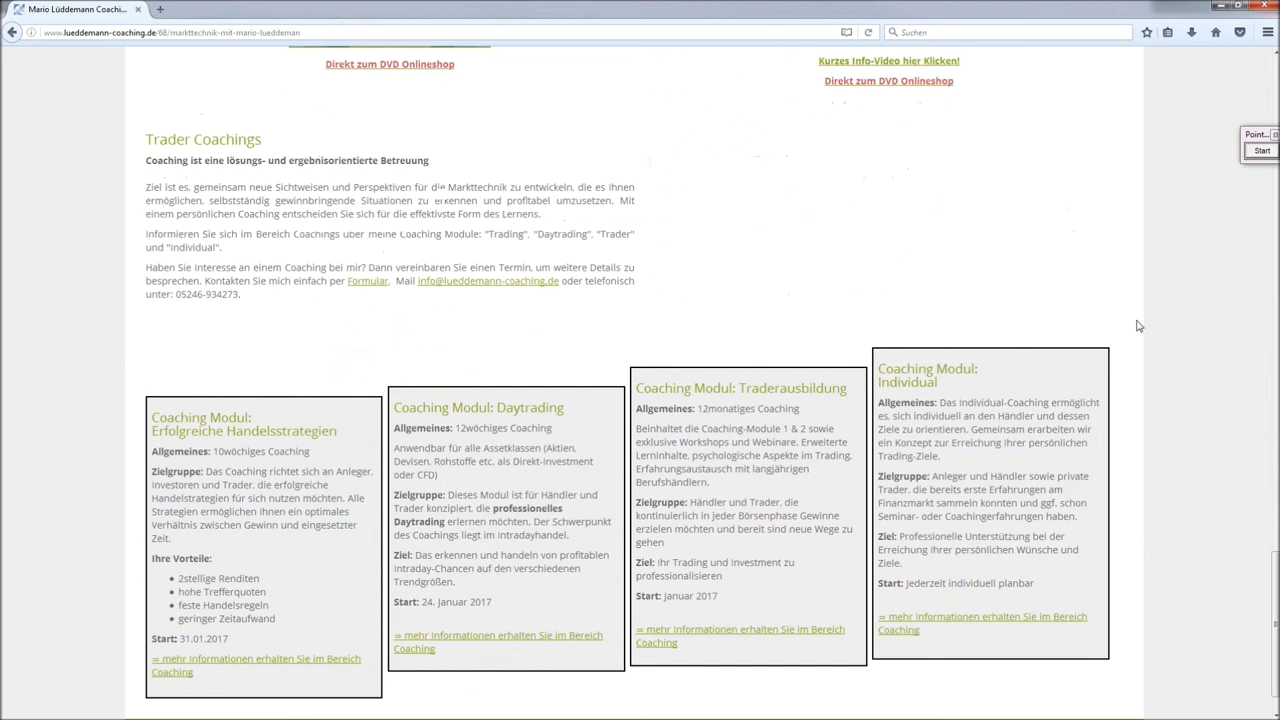 Mario Lüddemann Coachi...
www.lueddemann-coaching.de/68/markttechnik-mit-mario-lueddeman
Suchen
Direkt zum DVD Onlineshop
Kurzes Info-Video hier Klicken!
Direkt zum DVD Onlineshop
Point...
Start
Trader Coachings
Coaching ist eine lösungs- und ergebnisorientierte Betreuung
Ziel ist es, gemeinsam neue Sichtweisen und Perspektiven für die Markttechnik zu entwickeln, die es Ihnen
ermöglichen, selbstständig gewinnbringende Situationen zu erkennen und profitabel umzusetzen. Mit
einem persönlichen Coaching entscheiden Sie sich für die effektivste Form des Lernens.
Informieren Sie sich im Bereich Coachings über meine Coaching Module: "Trading", "Daytrading", "Trader"
und "Individual".
Haben Sie Interesse an einem Coaching bei mir? Dann vereinbaren Sie einen Termin, um weitere Details zu
besprechen. Kontakten Sie mich einfach per Formular, Mail info@lueddemann-coaching.de oder telefonisch
unter: 05246-934273.
Coaching Modul:
Erfolgreiche Handelsstrategien
Allgemeines: 10wöchiges Coaching
Zielgruppe: Das Coaching richtet sich an Anleger,
Investoren und Trader, die erfolgreiche
Handelstrategien für sich nutzen möchten. Alle
Strategien ermöglichen Ihnen ein optimales
Verhältnis zwischen Gewinn und eingesetzter
Zeit.
Ihre Vorteile:
• 2stellige Renditen
• hohe Trefferquoten
• feste Handelsregeln
• geringer Zeitaufwand
Start: 31.01.2017
⇒ mehr Informationen erhalten Sie im Bereich
Coaching
Coaching Modul: Daytrading
Allgemeines: 12wöchiges Coaching
Anwendbar für alle Assetklassen (Aktien,
Devisen, Rohstoffe etc. als Direkt-Investment
oder CFD)
Zielgruppe: Dieses Modul ist für Händler und
Trader konzipiert, die professionelles
Daytrading erlernen möchten. Der Schwerpunkt
des Coachings liegt im Intradayhandel.
Ziel: Das erkennen und handeln von profitablen
Intraday-Chancen auf den verschiedenen
Trendgrößen.
Start: 24. Januar 2017
⇒ mehr Informationen erhalten Sie im Bereich
Coaching
Coaching Modul: Traderausbildung
Allgemeines: 12monatiges Coaching
Beinhaltet die Coaching-Module 1 & 2 sowie
exklusive Workshops und Webinare. Erweiterte
Lerninhalte, psychologische Aspekte im Trading,
Erfahrungsaustausch mit langjährigen
Berufshändlern.
Zielgruppe: Händler und Trader, die
kontinuierlich in jeder Börsenphase Gewinne
erzielen möchten und bereit sind neue Wege zu
gehen
Ziel: Ihr Trading und Investment zu
professionalisieren
Start: Januar 2017
⇒ mehr Informationen erhalten Sie im Bereich
Coaching
Coaching Modul:
Individual
Allgemeines: Das Individual-Coaching ermöglicht
es, sich individuell an den Händler und dessen
Ziele zu orientieren. Gemeinsam erarbeiten wir
ein Konzept zur Erreichung Ihrer persönlichen
Trading-Ziele.
Zielgruppe: Anleger und Händler sowie private
Trader, die bereits erste Erfahrungen am
Finanzmarkt sammeln konnten und ggf. schon
Seminar- oder Coachingerfahrungen haben.
Ziel: Professionelle Unterstützung bei der
Erreichung Ihrer persönlichen Wünsche und
Ziele.
Start: Jederzeit individuell planbar
⇒ mehr Informationen erhalten Sie im Bereich
Coaching